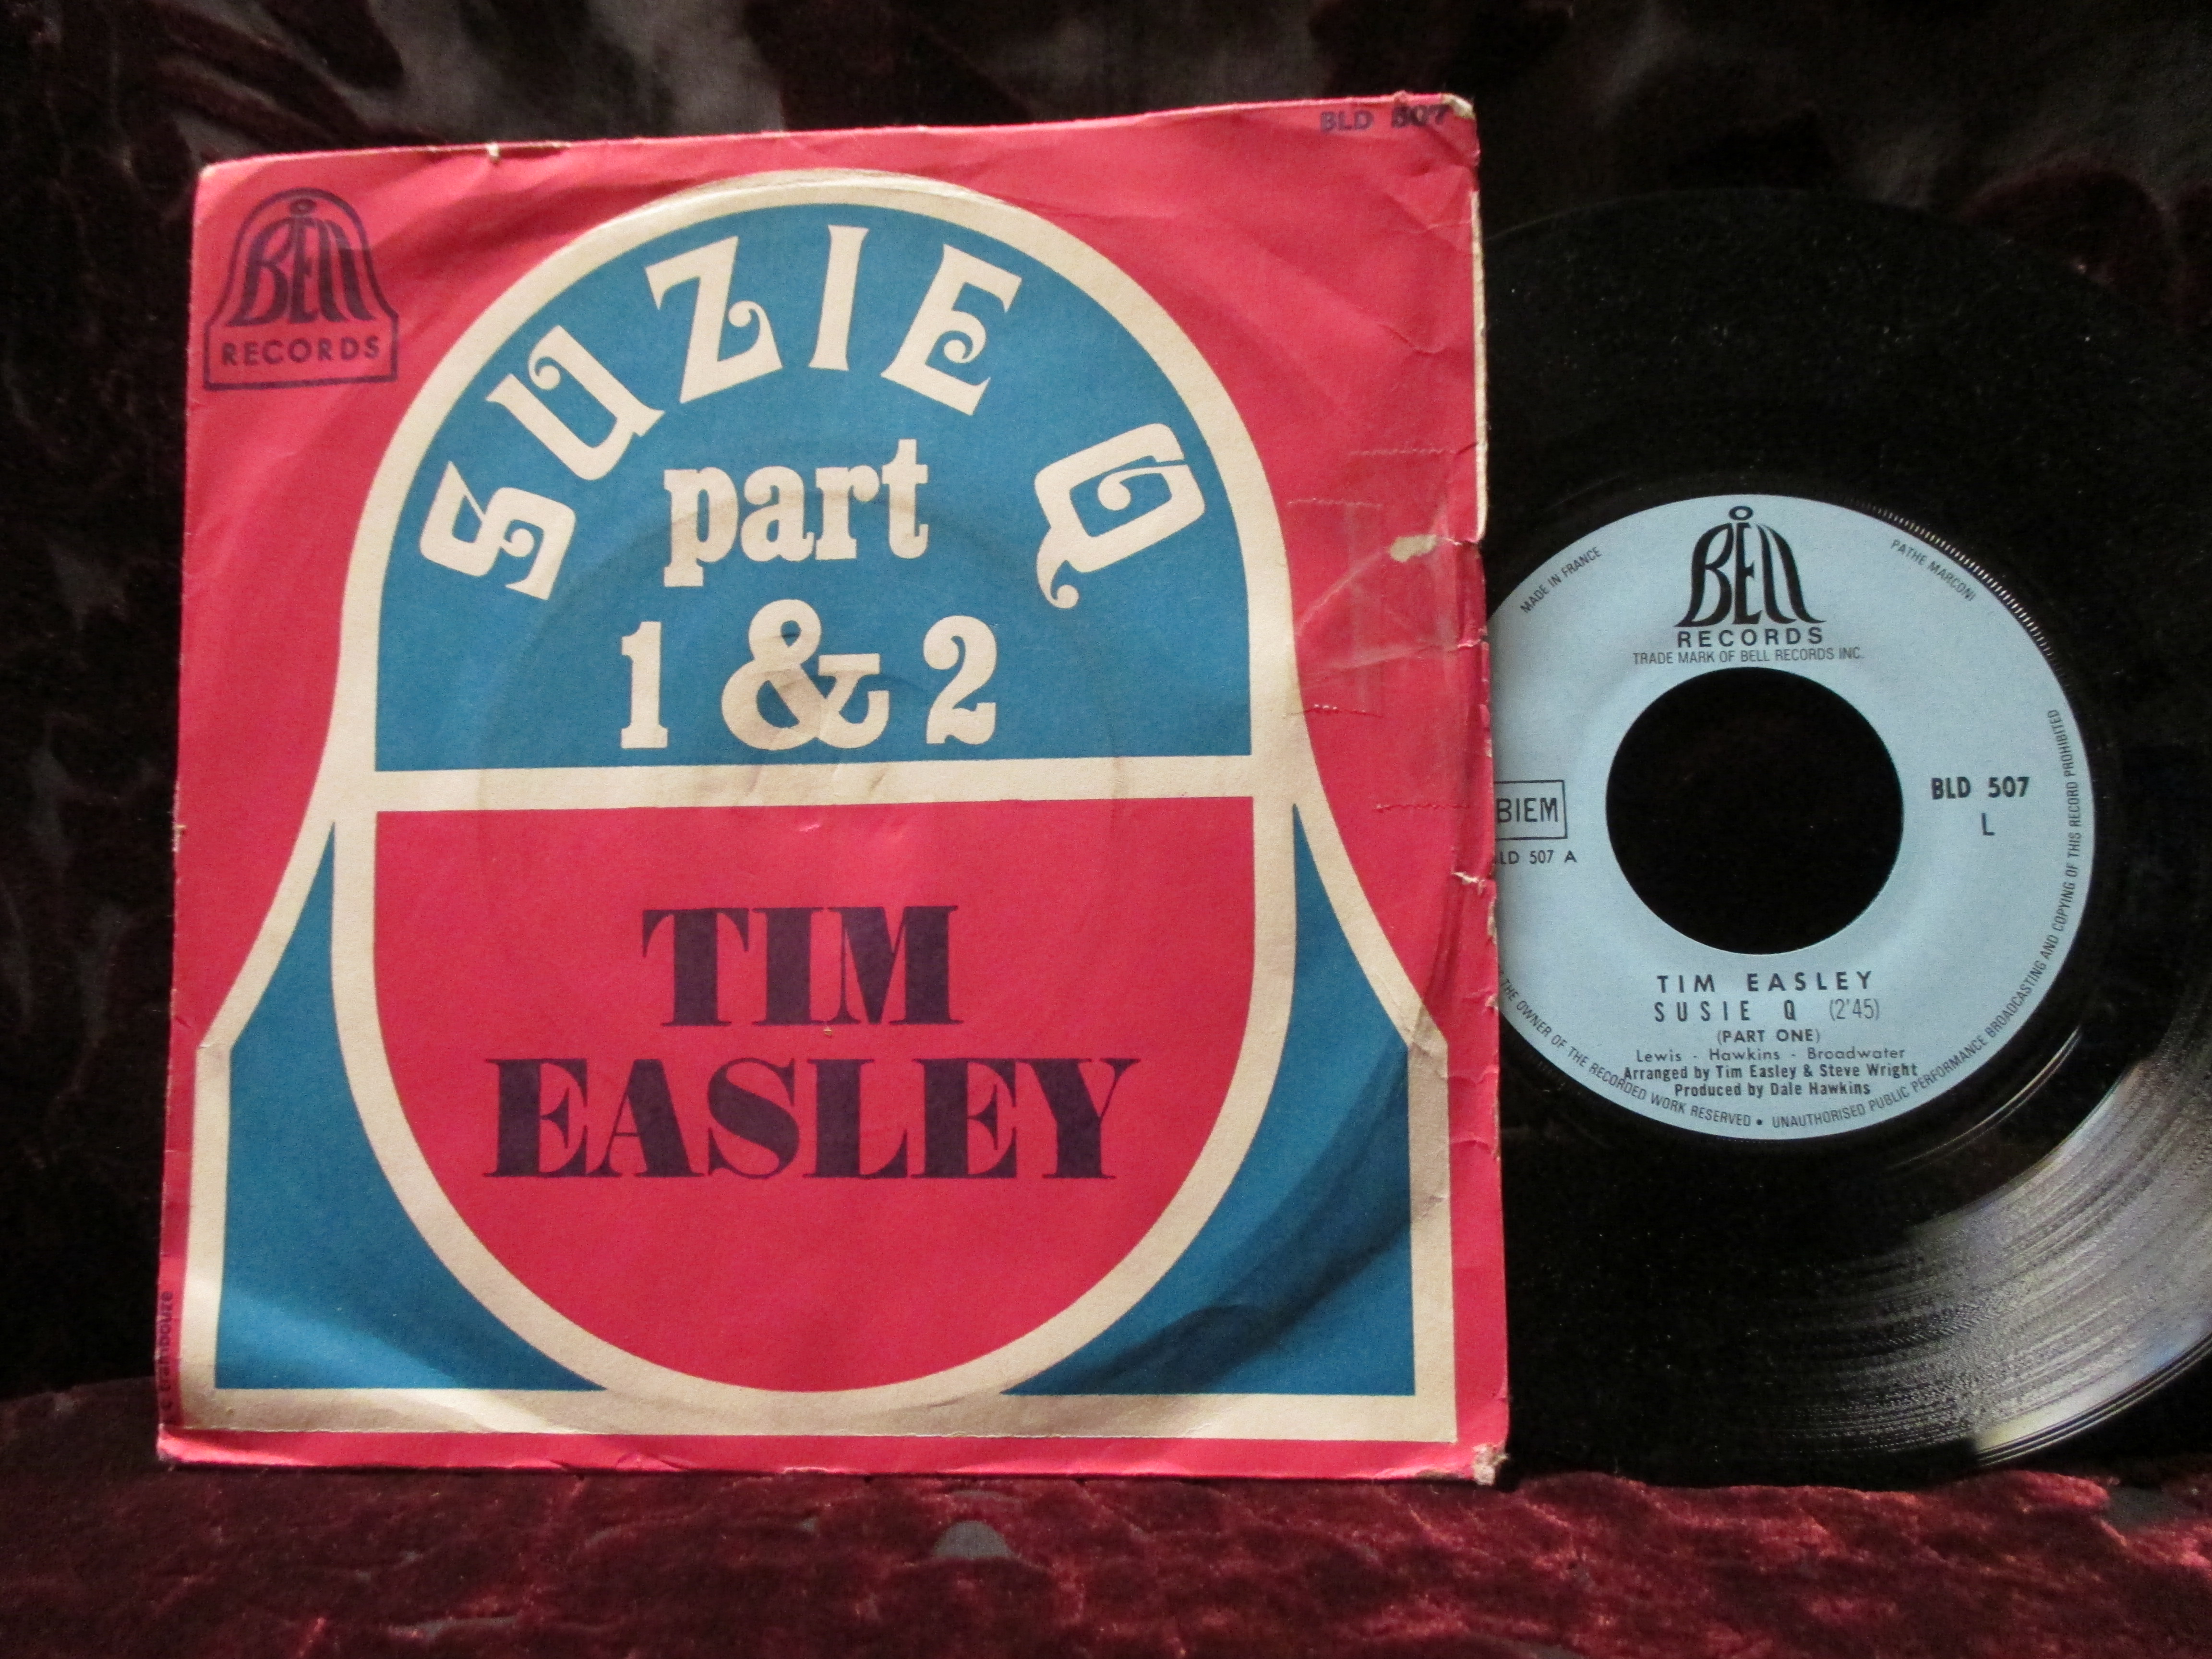 BLD 507
BELL
RECORDS
SUZIE Q
part
1 & 2
TIM
EASLEY
MADE IN FRANCE
PATHE MARCONI
BELL
RECORDS
TRADE MARK OF BELL RECORDS INC.
BIEM
LD 507 A
BLD 507
L
TIM EASLEY
SUSIE Q (2'45)
(PART ONE)
Lewis - Hawkins - Broadwater
Arranged by Tim Easley & Steve Wright
Produced by Dale Hawkins
THE OWNER OF THE RECORDED WORK RESERVED • UNAUTHORISED PUBLIC PERFORMANCE BROADCASTING AND COPYING OF THIS RECORD PROHIBITED